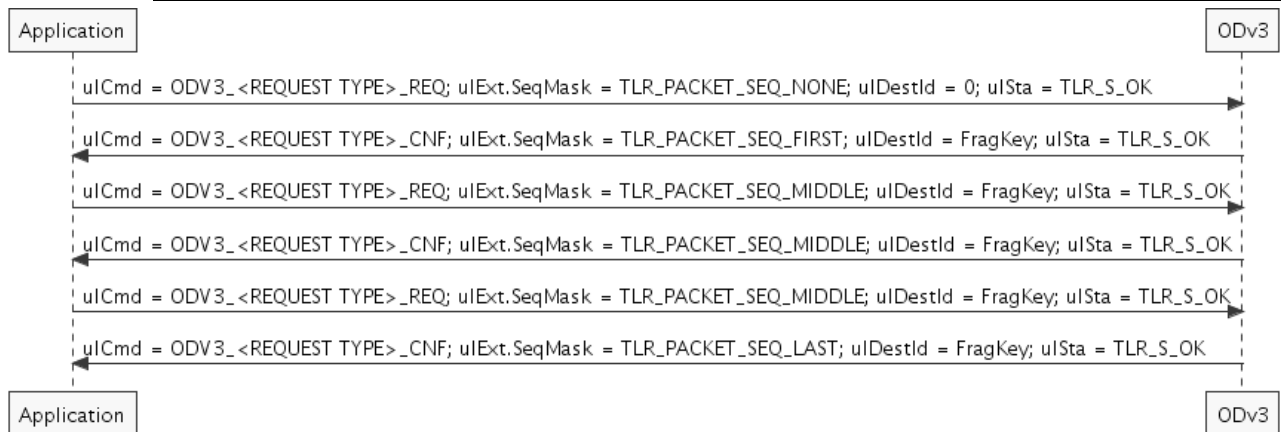 Application ODv3
ulCmd = ODV3_<REQUEST TYPE>_REQ; ulExt.SeqMask = TLR_PACKET_SEQ_NONE; ulDestId = 0; ulSta = TLR_S_OK
ulCmd = ODV3_<REQUEST TYPE>_CNF; ulExt.SeqMask = TLR_PACKET_SEQ_FIRST; ulDestId = FragKey; ulSta = TLR_S_OK
ulCmd = ODV3_<REQUEST TYPE>_REQ; ulExt.SeqMask = TLR_PACKET_SEQ_MIDDLE; ulDestId = FragKey; ulSta = TLR_S_OK
ulCmd = ODV3_<REQUEST TYPE>_CNF; ulExt.SeqMask = TLR_PACKET_SEQ_MIDDLE; ulDestId = FragKey; ulSta = TLR_S_OK
ulCmd = ODV3_<REQUEST TYPE>_REQ; ulExt.SeqMask = TLR_PACKET_SEQ_MIDDLE; ulDestId = FragKey; ulSta = TLR_S_OK
ulCmd = ODV3_<REQUEST TYPE>_CNF; ulExt.SeqMask = TLR_PACKET_SEQ_LAST; ulDestId = FragKey; ulSta = TLR_S_OK
Application ODv3